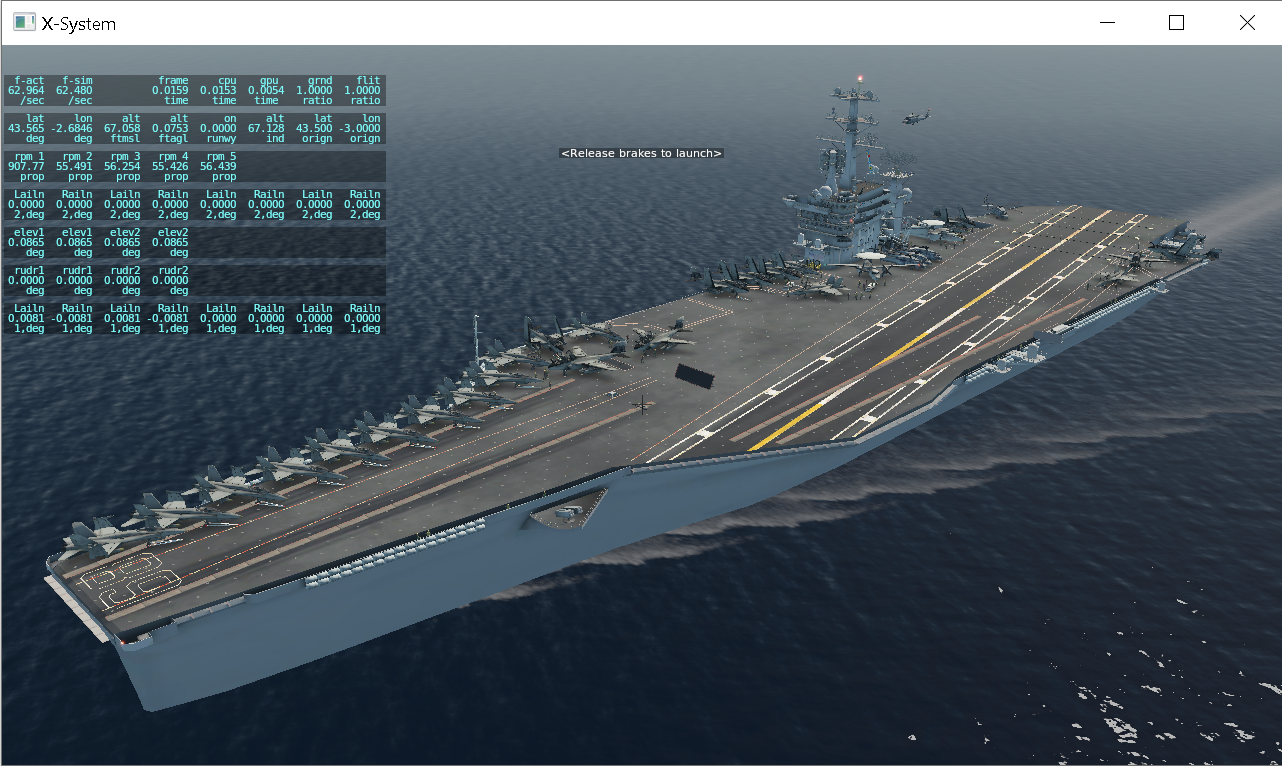 X-System
f-act f-sim frame cpu gpu grnd flit
62.964 62.480 0.0159 0.0153 0.0054 1.0000 1.0000
/sec /sec time time time ratio ratio
lat lon alt alt on alt lat lon
43.565 -2.6846 67.058 0.0753 0.0000 67.128 43.500 -3.0000
deg deg ftmsl ftagl runwy ind orign orign
<Release brakes to launch>
rpm 1 rpm 2 rpm 3 rpm 4 rpm 5
907.77 55.491 56.254 55.426 56.439
prop prop prop prop prop
Lailn Railn Lailn Railn Lailn Railn Lailn Railn
0.0000 0.0000 0.0000 0.0000 0.0000 0.0000 0.0000 0.0000
2,deg 2,deg 2,deg 2,deg 2,deg 2,deg 2,deg 2,deg
elev1 elev1 elev2 elev2
0.0865 0.0865 0.0865 0.0865
deg deg deg deg
rudr1 rudr1 rudr2 rudr2
0.0000 0.0000 0.0000 0.0000
deg deg deg deg
Lailn Railn Lailn Railn Lailn Railn Lailn Railn
0.0081 -0.0081 0.0081 -0.0081 0.0000 0.0000 0.0000 0.0000
1,deg 1,deg 1,deg 1,deg 1,deg 1,deg 1,deg 1,deg